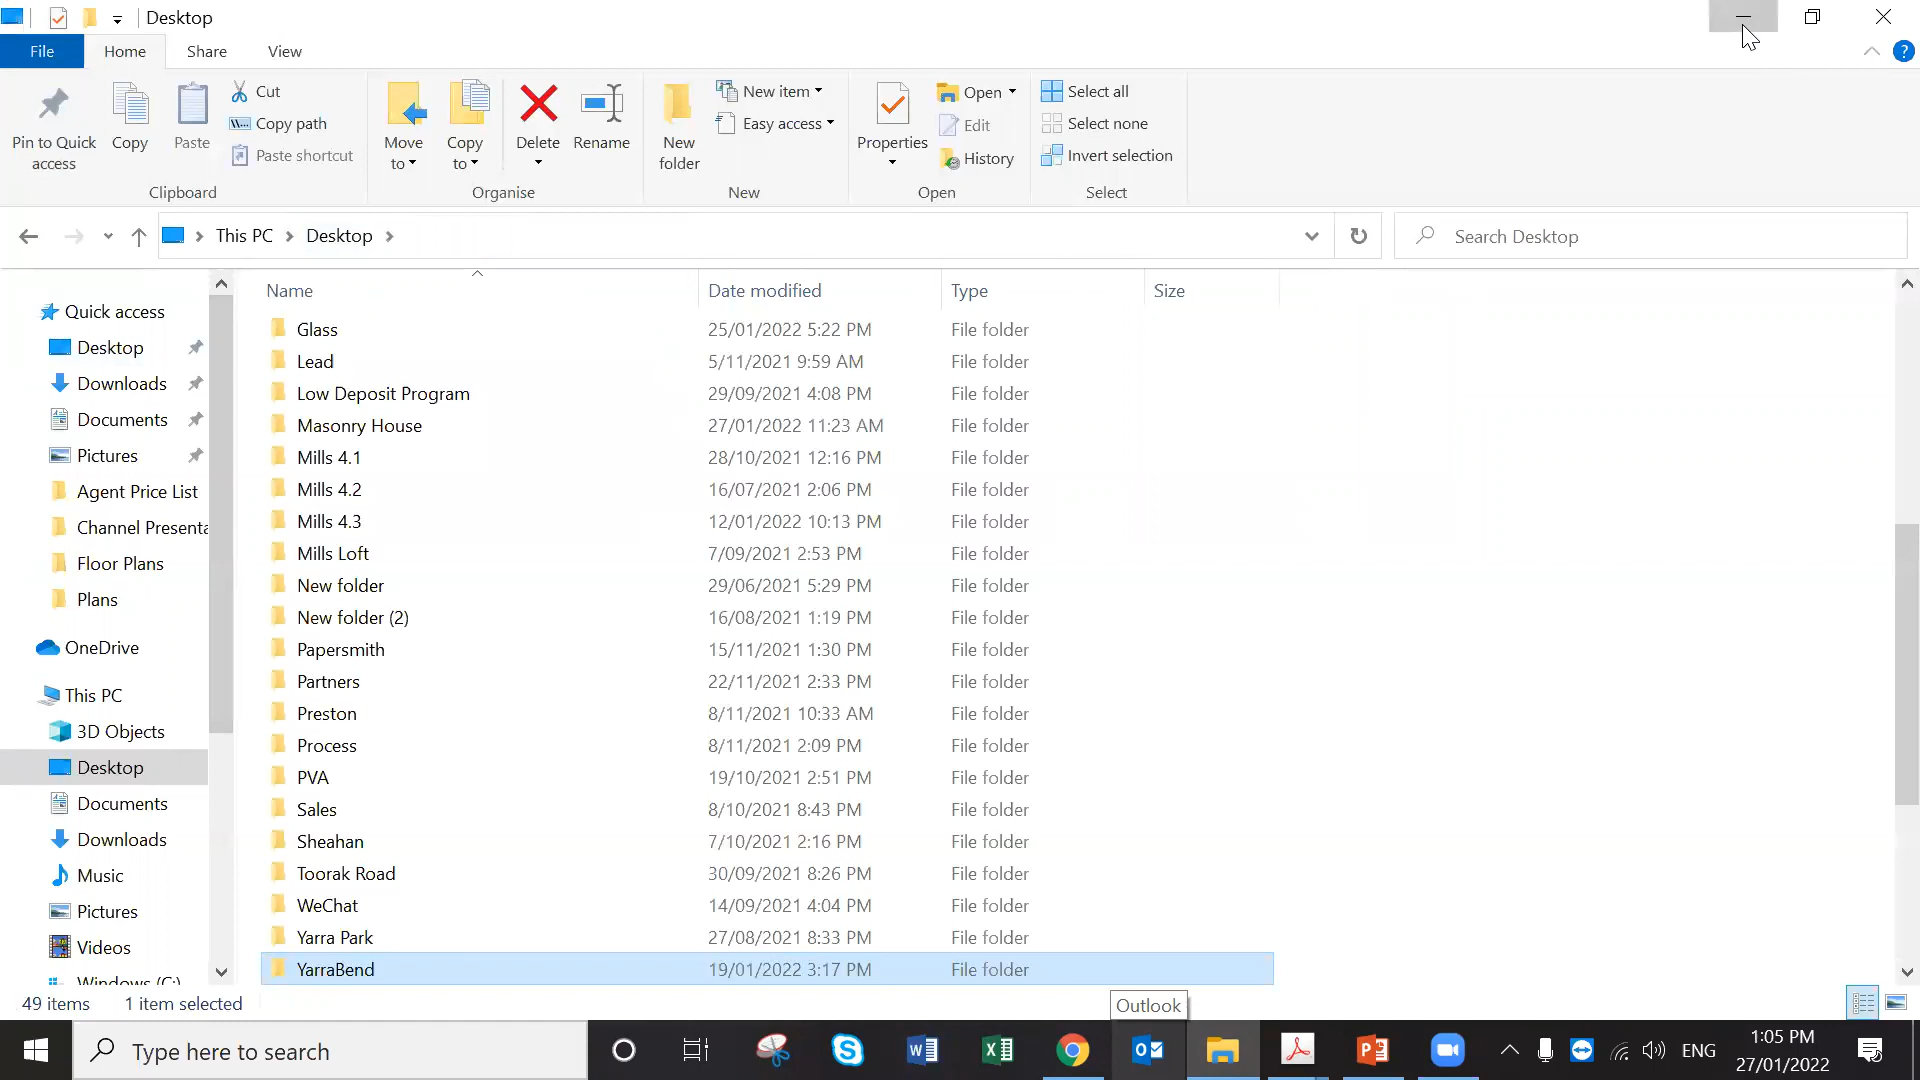 Desktop
File Home Share View
Pin to Quick access
Copy
Paste
Cut
Copy path
Paste shortcut
Clipboard
Move to
Copy to
Delete
Rename
Organise
New folder
New item
Easy access
New
Properties
Open
Edit
History
Open
Select all
Select none
Invert selection
Select
This PC > Desktop >
Search Desktop
Quick access
Desktop
Downloads
Documents
Pictures
Agent Price List
Channel Presenta
Floor Plans
Plans
OneDrive
This PC
3D Objects
Desktop
Documents
Downloads
Music
Pictures
Videos
Windows (C:)
Name Date modified Type Size
Glass 25/01/2022 5:22 PM File folder
Lead 5/11/2021 9:59 AM File folder
Low Deposit Program 29/09/2021 4:08 PM File folder
Masonry House 27/01/2022 11:23 AM File folder
Mills 4.1 28/10/2021 12:16 PM File folder
Mills 4.2 16/07/2021 2:06 PM File folder
Mills 4.3 12/01/2022 10:13 PM File folder
Mills Loft 7/09/2021 2:53 PM File folder
New folder 29/06/2021 5:29 PM File folder
New folder (2) 16/08/2021 1:19 PM File folder
Papersmith 15/11/2021 1:30 PM File folder
Partners 22/11/2021 2:33 PM File folder
Preston 8/11/2021 10:33 AM File folder
Process 8/11/2021 2:09 PM File folder
PVA 19/10/2021 2:51 PM File folder
Sales 8/10/2021 8:43 PM File folder
Sheahan 7/10/2021 2:16 PM File folder
Toorak Road 30/09/2021 8:26 PM File folder
WeChat 14/09/2021 4:04 PM File folder
Yarra Park 27/08/2021 8:33 PM File folder
YarraBend 19/01/2022 3:17 PM File folder
49 items 1 item selected
Outlook
Type here to search
ENG
1:05 PM
27/01/2022